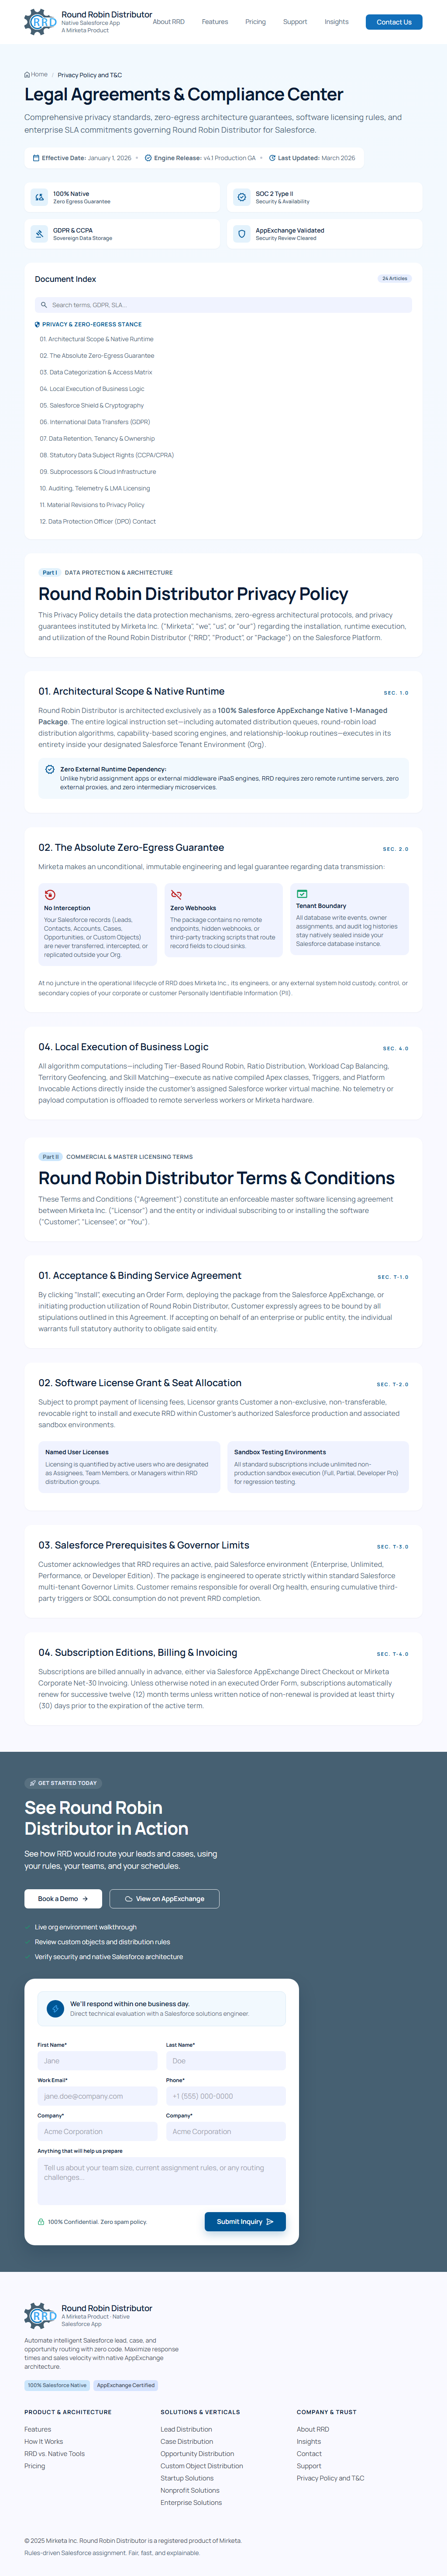 RRD
Round Robin Distributor
Native Salesforce App
A Mirketa Product
About RRD
Features
Pricing
Support
Insights
Contact Us
Home / Privacy Policy and T&C
Legal Agreements & Compliance Center
Comprehensive privacy standards, zero-egress architecture guarantees, software licensing rules, and
enterprise SLA commitments governing Round Robin Distributor for Salesforce.
Effective Date: January 1, 2026 • Engine Release: v4.1 Production GA • Last Updated: March 2026
100% Native
Zero Egress Guarantee
SOC 2 Type II
Security & Availability
GDPR & CCPA
Sovereign Data Storage
AppExchange Validated
Security Review Cleared
Document Index
24 Articles
Search terms, GDPR, SLA...
PRIVACY & ZERO-EGRESS STANCE
01. Architectural Scope & Native Runtime
02. The Absolute Zero-Egress Guarantee
03. Data Categorization & Access Matrix
04. Local Execution of Business Logic
05. Salesforce Shield & Cryptography
06. International Data Transfers (GDPR)
07. Data Retention, Tenancy & Ownership
08. Statutory Data Subject Rights (CCPA/CPRA)
09. Subprocessors & Cloud Infrastructure
10. Auditing, Telemetry & LMA Licensing
11. Material Revisions to Privacy Policy
12. Data Protection Officer (DPO) Contact
Part I DATA PROTECTION & ARCHITECTURE
Round Robin Distributor Privacy Policy
This Privacy Policy details the data protection mechanisms, zero-egress architectural protocols, and privacy
guarantees instituted by Mirketa Inc. ("Mirketa", "we", "us", or "our") regarding the installation, runtime execution,
and utilization of the Round Robin Distributor ("RRD", "Product", or "Package") on the Salesforce Platform.
01. Architectural Scope & Native Runtime
SEC. 1.0
Round Robin Distributor is architected exclusively as a 100% Salesforce AppExchange Native 1-Managed
Package. The entire logical instruction set—including automated distribution queues, round-robin load
distribution algorithms, capability-based scoring engines, and relationship-lookup routines—executes in its
entirety inside your designated Salesforce Tenant Environment (Org).
Zero External Runtime Dependency:
Unlike hybrid assignment apps or external middleware iPaaS engines, RRD requires zero remote runtime servers, zero
external proxies, and zero intermediary microservices.
02. The Absolute Zero-Egress Guarantee
SEC. 2.0
Mirketa makes an unconditional, immutable engineering and legal guarantee regarding data transmission:
No Interception
Your Salesforce records (Leads,
Contacts, Accounts, Cases,
Opportunities, or Custom Objects)
are never transferred, intercepted, or
replicated outside your Org.
Zero Webhooks
The package contains no remote
endpoints, hidden webhooks, or
third-party tracking scripts that route
record fields to cloud sinks.
Tenant Boundary
All database write events, owner
assignments, and audit log histories
stay natively sealed inside your
Salesforce database instance.
At no juncture in the operational lifecycle of RRD does Mirketa Inc., its engineers, or any external system hold custody, control, or
secondary copies of your corporate or customer Personally Identifiable Information (PII).
04. Local Execution of Business Logic
SEC. 4.0
All algorithm computations—including Tier-Based Round Robin, Ratio Distribution, Workload Cap Balancing,
Territory Geofencing, and Skill Matching—execute as native compiled Apex classes, Triggers, and Platform
Invocable Actions directly inside the customer's assigned Salesforce worker virtual machine. No telemetry or
payload computation is offloaded to remote serverless workers or Mirketa hardware.
Part II COMMERCIAL & MASTER LICENSING TERMS
Round Robin Distributor Terms & Conditions
These Terms and Conditions ("Agreement") constitute an enforceable master software licensing agreement
between Mirketa Inc. ("Licensor") and the entity or individual subscribing to or installing the software
("Customer", "Licensee", or "You").
01. Acceptance & Binding Service Agreement
SEC. T-1.0
By clicking "Install", executing an Order Form, deploying the package from the Salesforce AppExchange, or
initiating production utilization of Round Robin Distributor, Customer expressly agrees to be bound by all
stipulations outlined in this Agreement. If accepting on behalf of an enterprise or public entity, the individual
warrants full statutory authority to obligate said entity.
02. Software License Grant & Seat Allocation
SEC. T-2.0
Subject to prompt payment of licensing fees, Licensor grants Customer a non-exclusive, non-transferable,
revocable right to install and execute RRD within Customer's authorized Salesforce production and associated
sandbox environments.
Named User Licenses
Licensing is quantified by active users who are designated
as Assignees, Team Members, or Managers within RRD
distribution groups.
Sandbox Testing Environments
All standard subscriptions include unlimited non-
production sandbox execution (Full, Partial, Developer Pro)
for regression testing.
03. Salesforce Prerequisites & Governor Limits
SEC. T-3.0
Customer acknowledges that RRD requires an active, paid Salesforce environment (Enterprise, Unlimited,
Performance, or Developer Edition). The package is engineered to operate strictly within standard Salesforce
multi-tenant Governor Limits. Customer remains responsible for overall Org health, ensuring cumulative third-
party triggers or SOQL consumption do not prevent RRD completion.
04. Subscription Editions, Billing & Invoicing
SEC. T-4.0
Subscriptions are billed annually in advance, either via Salesforce AppExchange Direct Checkout or Mirketa
Corporate Net-30 Invoicing. Unless otherwise noted in an executed Order Form, subscriptions automatically
renew for successive twelve (12) month terms unless written notice of non-renewal is provided at least thirty
(30) days prior to the expiration of the active term.
GET STARTED TODAY
See Round Robin
Distributor in Action
See how RRD would route your leads and cases, using
your rules, your teams, and your schedules.
Book a Demo
View on AppExchange
Live org environment walkthrough
Review custom objects and distribution rules
Verify security and native Salesforce architecture
We'll respond within one business day.
Direct technical evaluation with a Salesforce solutions engineer.
First Name*
Last Name*
Jane
Doe
Work Email*
Phone*
jane.doe@company.com
+1 (555) 000-0000
Company*
Company*
Acme Corporation
Acme Corporation
Anything that will help us prepare
Tell us about your team size, current assignment rules, or any routing
challenges...
100% Confidential. Zero spam policy.
Submit Inquiry
RRD
Round Robin Distributor
A Mirketa Product · Native
Salesforce App
Automate intelligent Salesforce lead, case, and
opportunity routing with zero code. Maximize response
times and sales velocity with native AppExchange
architecture.
100% Salesforce Native
AppExchange Certified
PRODUCT & ARCHITECTURE
Features
How It Works
RRD vs. Native Tools
Pricing
SOLUTIONS & VERTICALS
Lead Distribution
Case Distribution
Opportunity Distribution
Custom Object Distribution
Startup Solutions
Nonprofit Solutions
Enterprise Solutions
COMPANY & TRUST
About RRD
Insights
Contact
Support
Privacy Policy and T&C
© 2025 Mirketa Inc. Round Robin Distributor is a registered product of Mirketa.
Rules-driven Salesforce assignment. Fair, fast, and explainable.